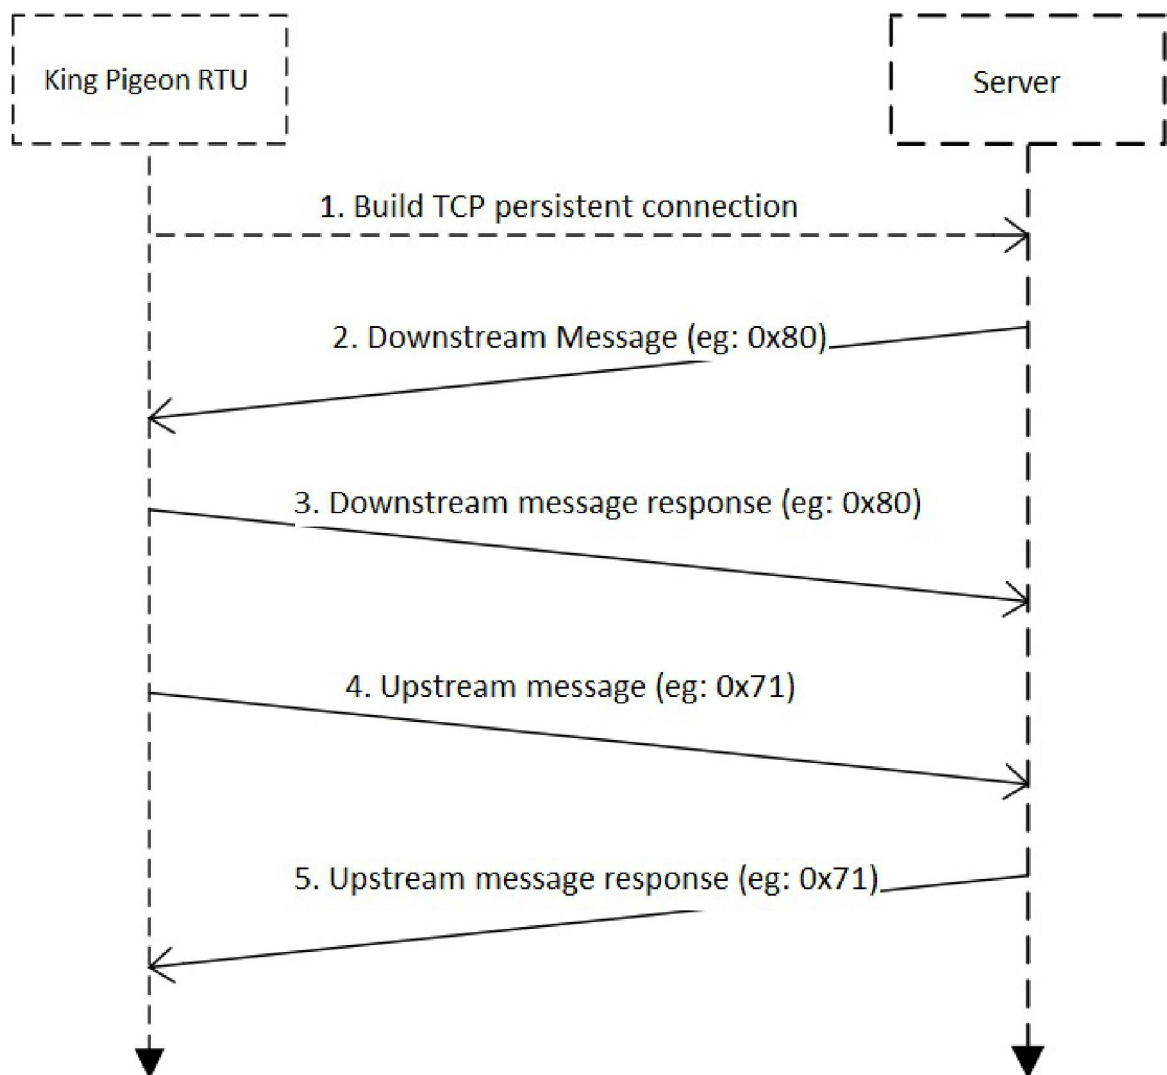 King Pigeon RTU
Server
1. Build TCP persistent connection
2. Downstream Message (eg: 0x80)
3. Downstream message response (eg: 0x80)
4. Upstream message (eg: 0x71)
5. Upstream message response (eg: 0x71)